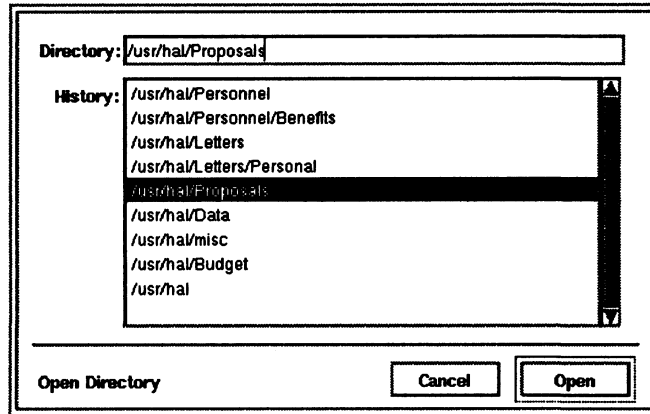 Directory: /usr/hal/Proposals
History: /usr/hal/Personnel
/usr/hal/Personnel/Benefits
/usr/hal/Letters
/usr/hal/Letters/Personal
/usr/hal/Proposals
/usr/hal/Data
/usr/hal/misc
/usr/hal/Budget
/usr/hal
Open Directory Cancel Open